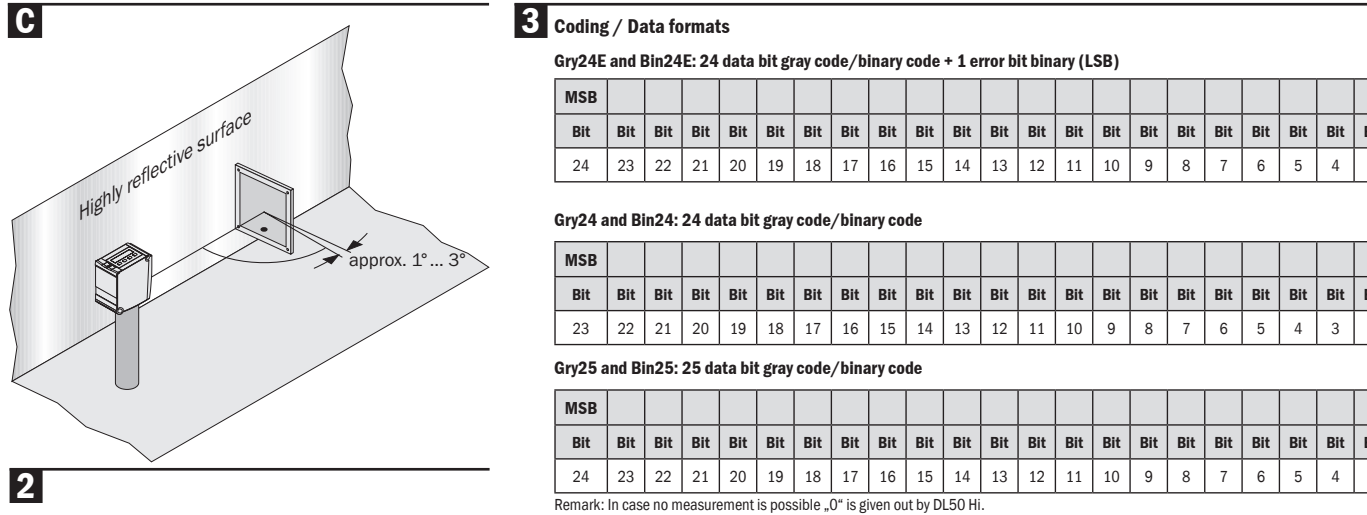 C
Highly reflective surface
approx. 1° ... 3°
2
3 Coding / Data formats
Gry24E and Bin24E: 24 data bit gray code/binary code + 1 error bit binary (LSB)
MSB
Bit Bit Bit Bit Bit Bit Bit Bit Bit Bit Bit Bit Bit Bit Bit Bit Bit Bit Bit Bit Bit
24 23 22 21 20 19 18 17 16 15 14 13 12 11 10 9 8 7 6 5 4
Gry24 and Bin24: 24 data bit gray code/binary code
MSB
Bit Bit Bit Bit Bit Bit Bit Bit Bit Bit Bit Bit Bit Bit Bit Bit Bit Bit Bit Bit Bit
23 22 21 20 19 18 17 16 15 14 13 12 11 10 9 8 7 6 5 4 3
Gry25 and Bin25: 25 data bit gray code/binary code
MSB
Bit Bit Bit Bit Bit Bit Bit Bit Bit Bit Bit Bit Bit Bit Bit Bit Bit Bit Bit Bit Bit
24 23 22 21 20 19 18 17 16 15 14 13 12 11 10 9 8 7 6 5 4
Remark: In case no measurement is possible „0“ is given out by DL50 Hi.